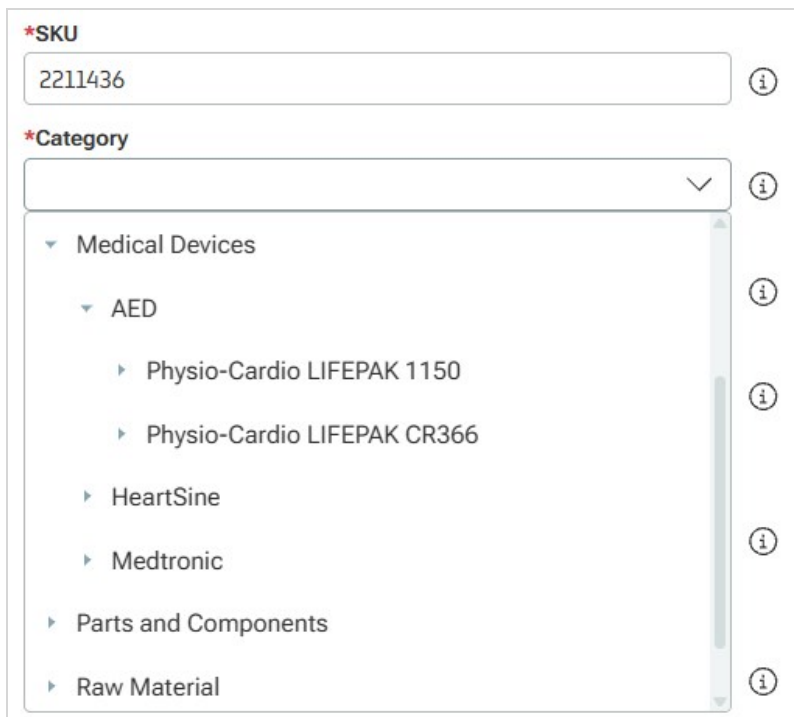 *SKU
2211436
*Category
Medical Devices
AED
Physio-Cardio LIFEPAK 1150
Physio-Cardio LIFEPAK CR366
HeartSine
Medtronic
Parts and Components
Raw Material